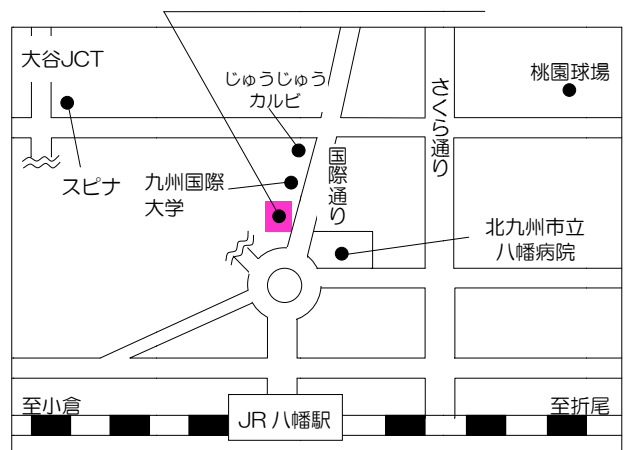 大谷JCT
じゅうじゅう
カルビ
桃園球場
さくら通り
スピナ
九州国際
大学
国際通り
北九州市立
八幡病院
至小倉
JR 八幡駅
至折尾